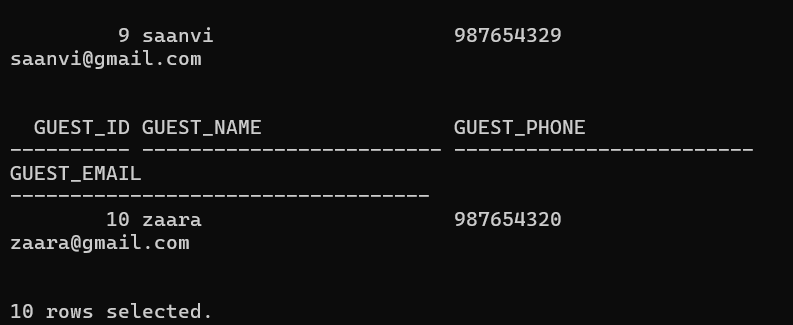 9 saanvi 987654329
saanvi@gmail.com
GUEST_ID GUEST_NAME GUEST_PHONE
---------- ------------------------- -------------------------
GUEST_EMAIL
-----------------------------------
10 zaara 987654320
zaara@gmail.com
10 rows selected.